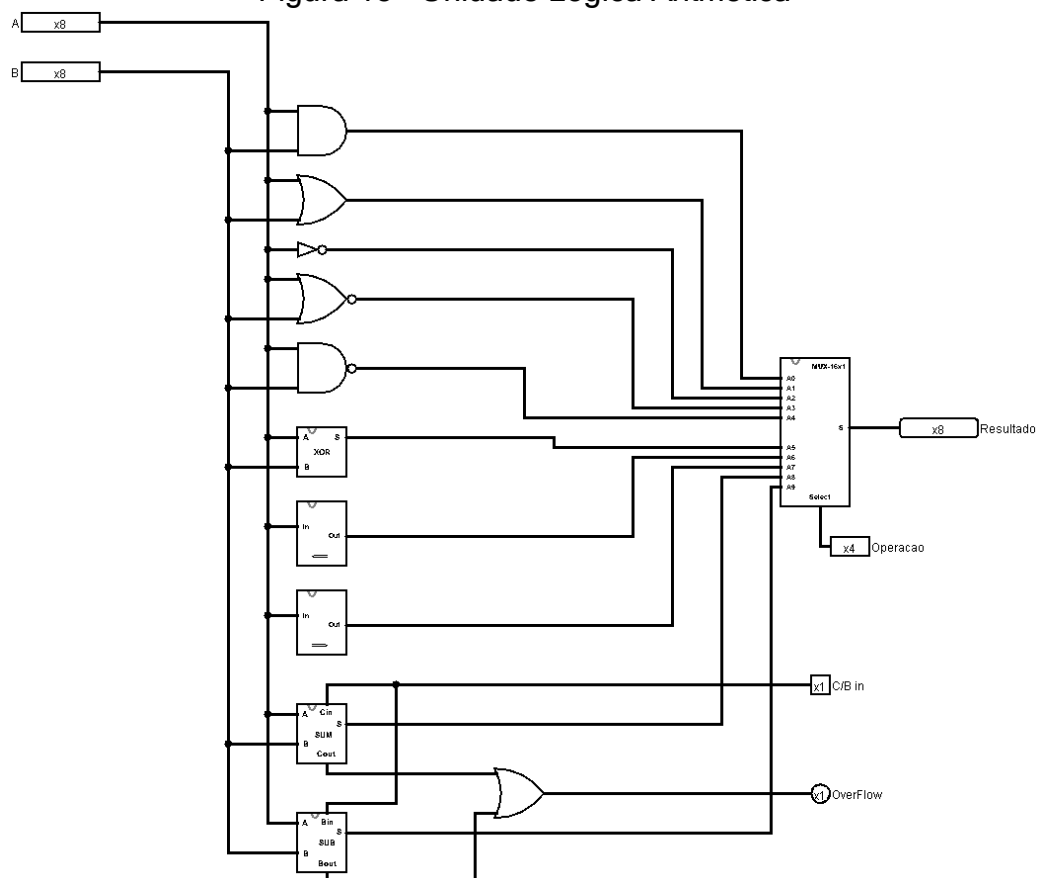 Figura 16 - Unidade Lógica Aritmética
A x8
B x8
MUX-16x1
A0
A1
A2
A3
A4
A5
A6
A7
A8
A9
S
Select
x8 Resultado
x4 Operacao
A S
XOR
B
In
Out
In
Out
x1 C/B in
Cin
A S
SUM
B
Cout
x1 OverFlow
Bin
A S
SUB
B
Bout